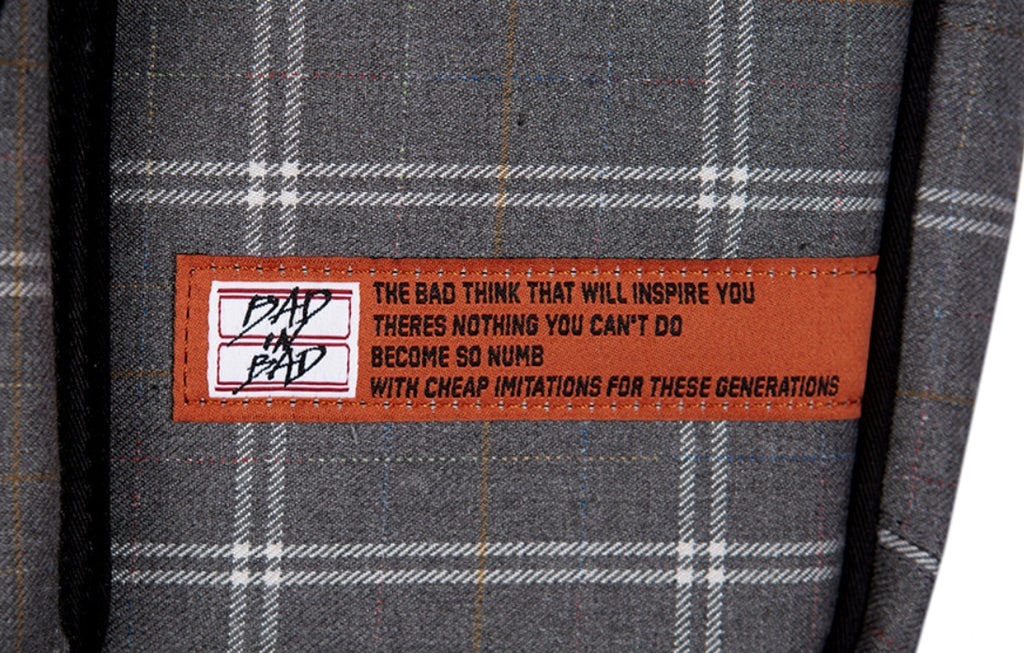 BAD
IN
BAD
THE BAD THINK THAT WILL INSPIRE YOU
THERES NOTHING YOU CAN'T DO
BECOME SO NUMB
WITH CHEAP IMITATIONS FOR THESE GENERATIONS